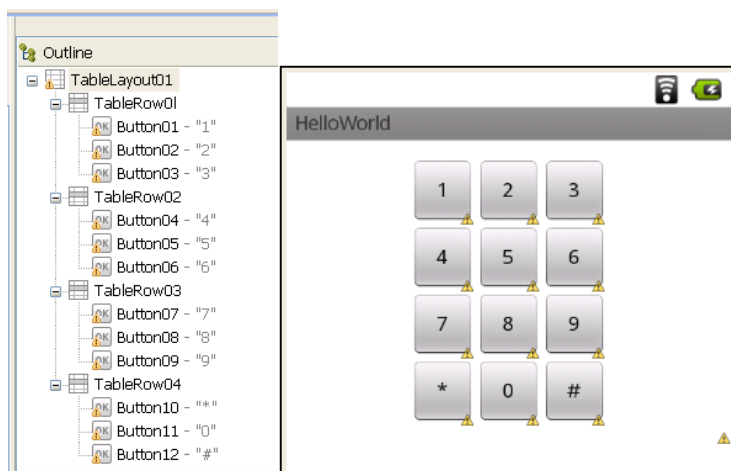 Outline
TableLayout01
TableRow0l
Button01 - "1"
Button02 - "2"
Button03 - "3"
TableRow02
Button04 - "4"
Button05 - "5"
Button06 - "6"
TableRow03
Button07 - "7"
Button08 - "8"
Button09 - "9"
TableRow04
Button10 - "*"
Button11 - "0"
Button12 - "#"
HelloWorld
1 2 3
4 5 6
7 8 9
* 0 #